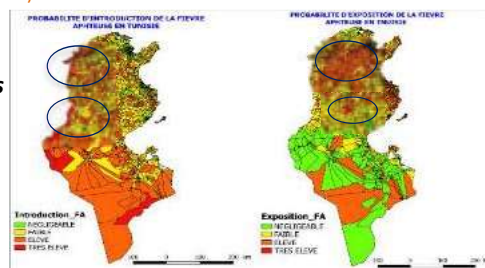 PROBABILITE D'INTRODUCTION DE LA FIEVRE
APHTEUSE EN TUNISIE
Introduction_FA
NEGLIGEABLE
FAIBLE
ELEVE
TRES ELEVE
PROBABILITE D'EXPOSITION DE LA FIEVRE
APHTEUSE EN TUNISIE
Exposition_FA
NEGLIGEABLE
FAIBLE
ELEVE
TRES ELEVE
s